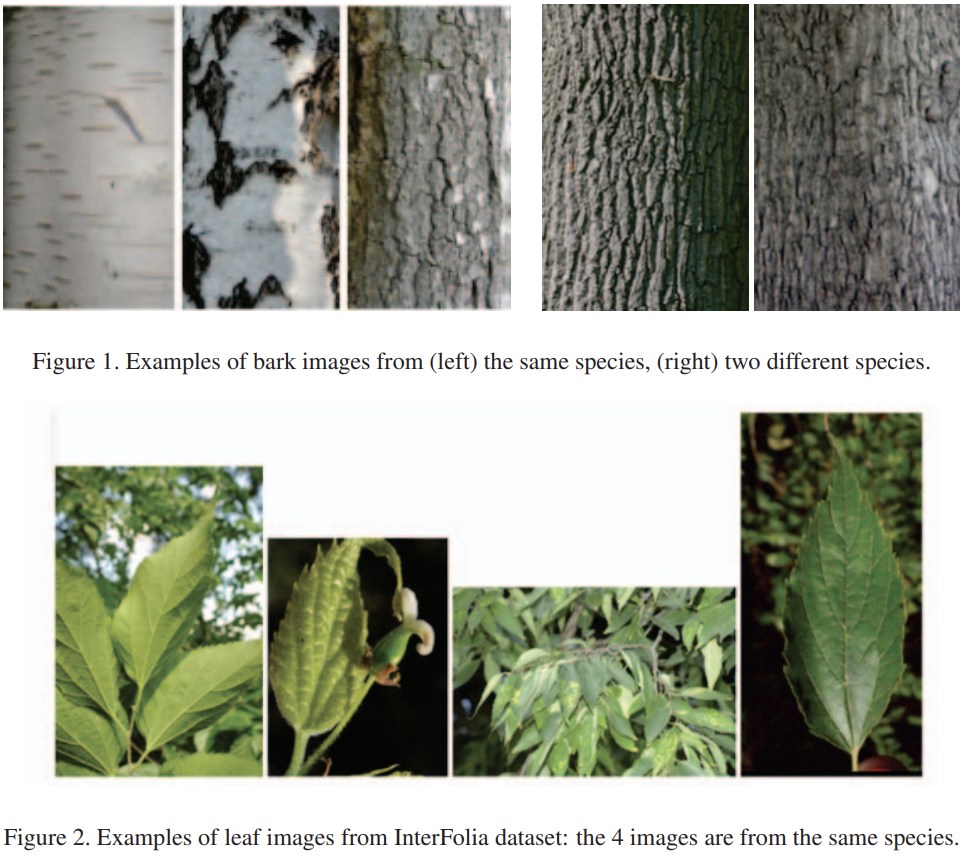 Figure 1. Examples of bark images from (left) the same species, (right) two different species.
Figure 2. Examples of leaf images from InterFolia dataset: the 4 images are from the same species.